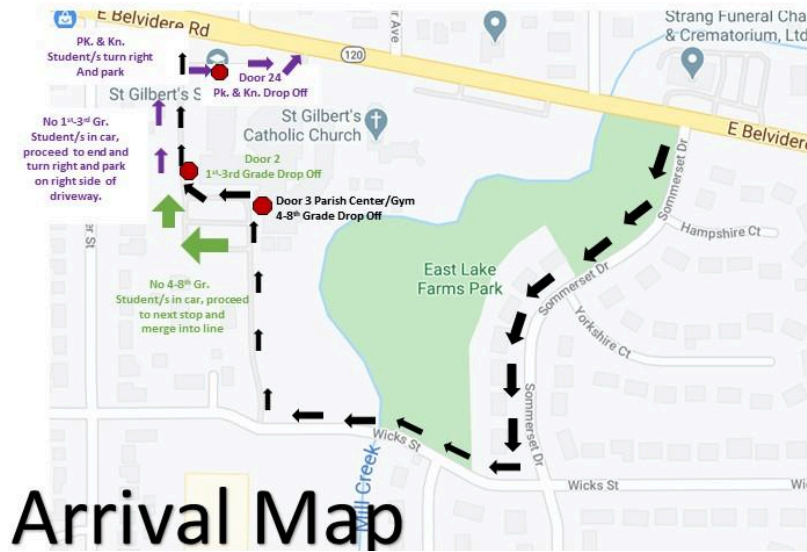 E Belvidere Rd
PK. & Kn.
Student/s turn right
And park
Door 24
Pk. & Kn. Drop Off
St Gilbert's S
120
er Ave
Strang Funeral Cha
& Crematorium, Ltd
St Gilbert's
Catholic Church
E Belvidere
No 1st-3rd Gr.
Student/s in car,
proceed to end and
turn right and park
on right side of
driveway.
Door 2
1st-3rd Grade Drop Off
Door 3 Parish Center/Gym
4-8th Grade Drop Off
er St
No 4-8th Gr.
Student/s in car, proceed
to next stop and
merge into line
East Lake
Farms Park
Sommerset Dr
Hampshire Ct
Sommerset Dr
Yorkshire Ct
Sommerset Dr
Wicks St
Wicks St
Wic
Mill Creek
Arrival Map